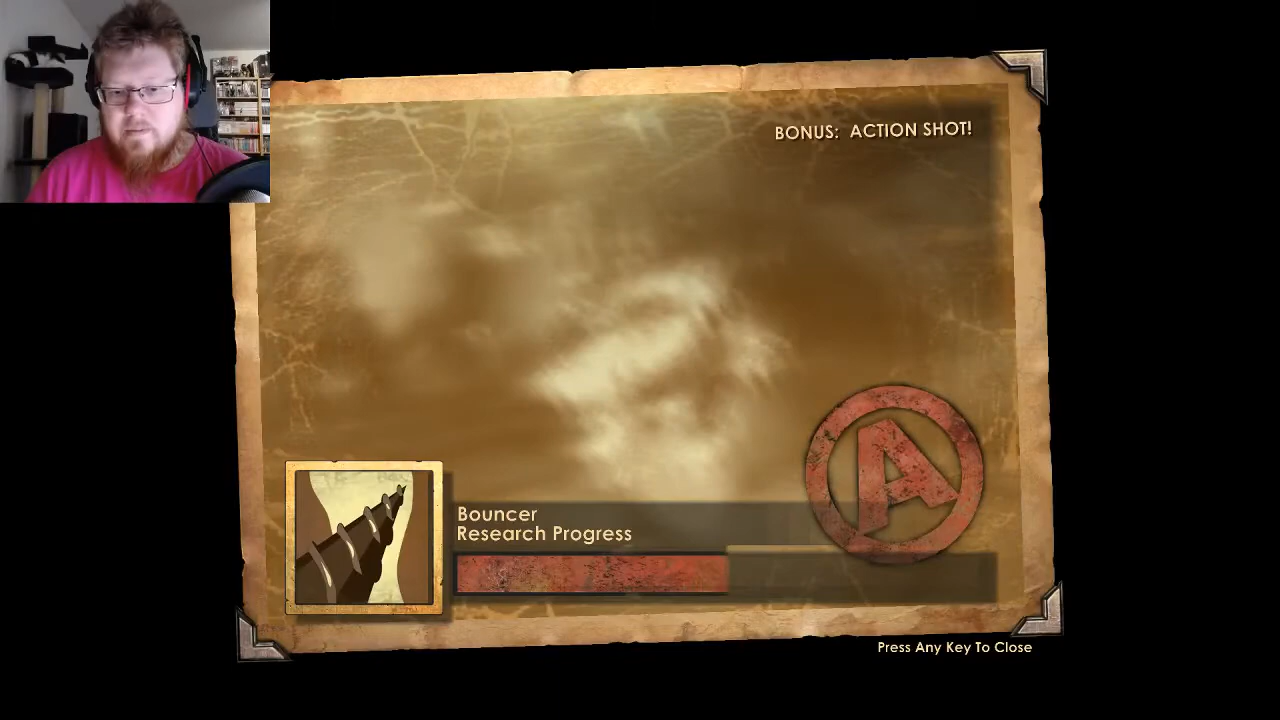 BONUS: ACTION SHOT!
A
Bouncer
Research Progress
Press Any Key To Close